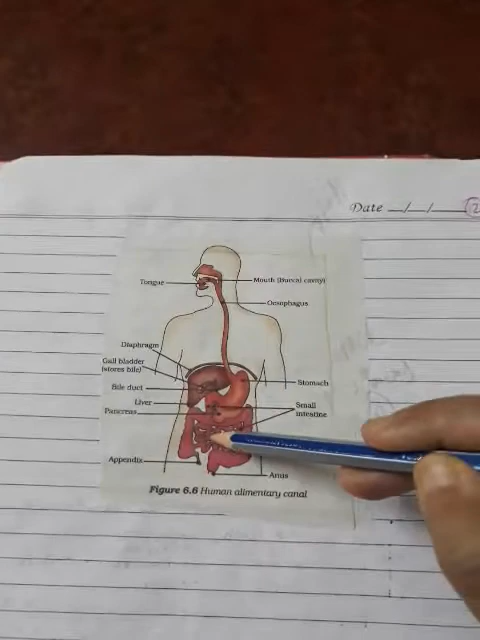 Date _/_/_ 2
Tongue
Mouth (Buccal cavity)
Oesophagus
Diaphragm
Gall bladder
(stores bile)
Bile duct
Stomach
Liver
Pancreas
Small
intestine
Appendix
Anus
Figure 6.6 Human alimentary canal